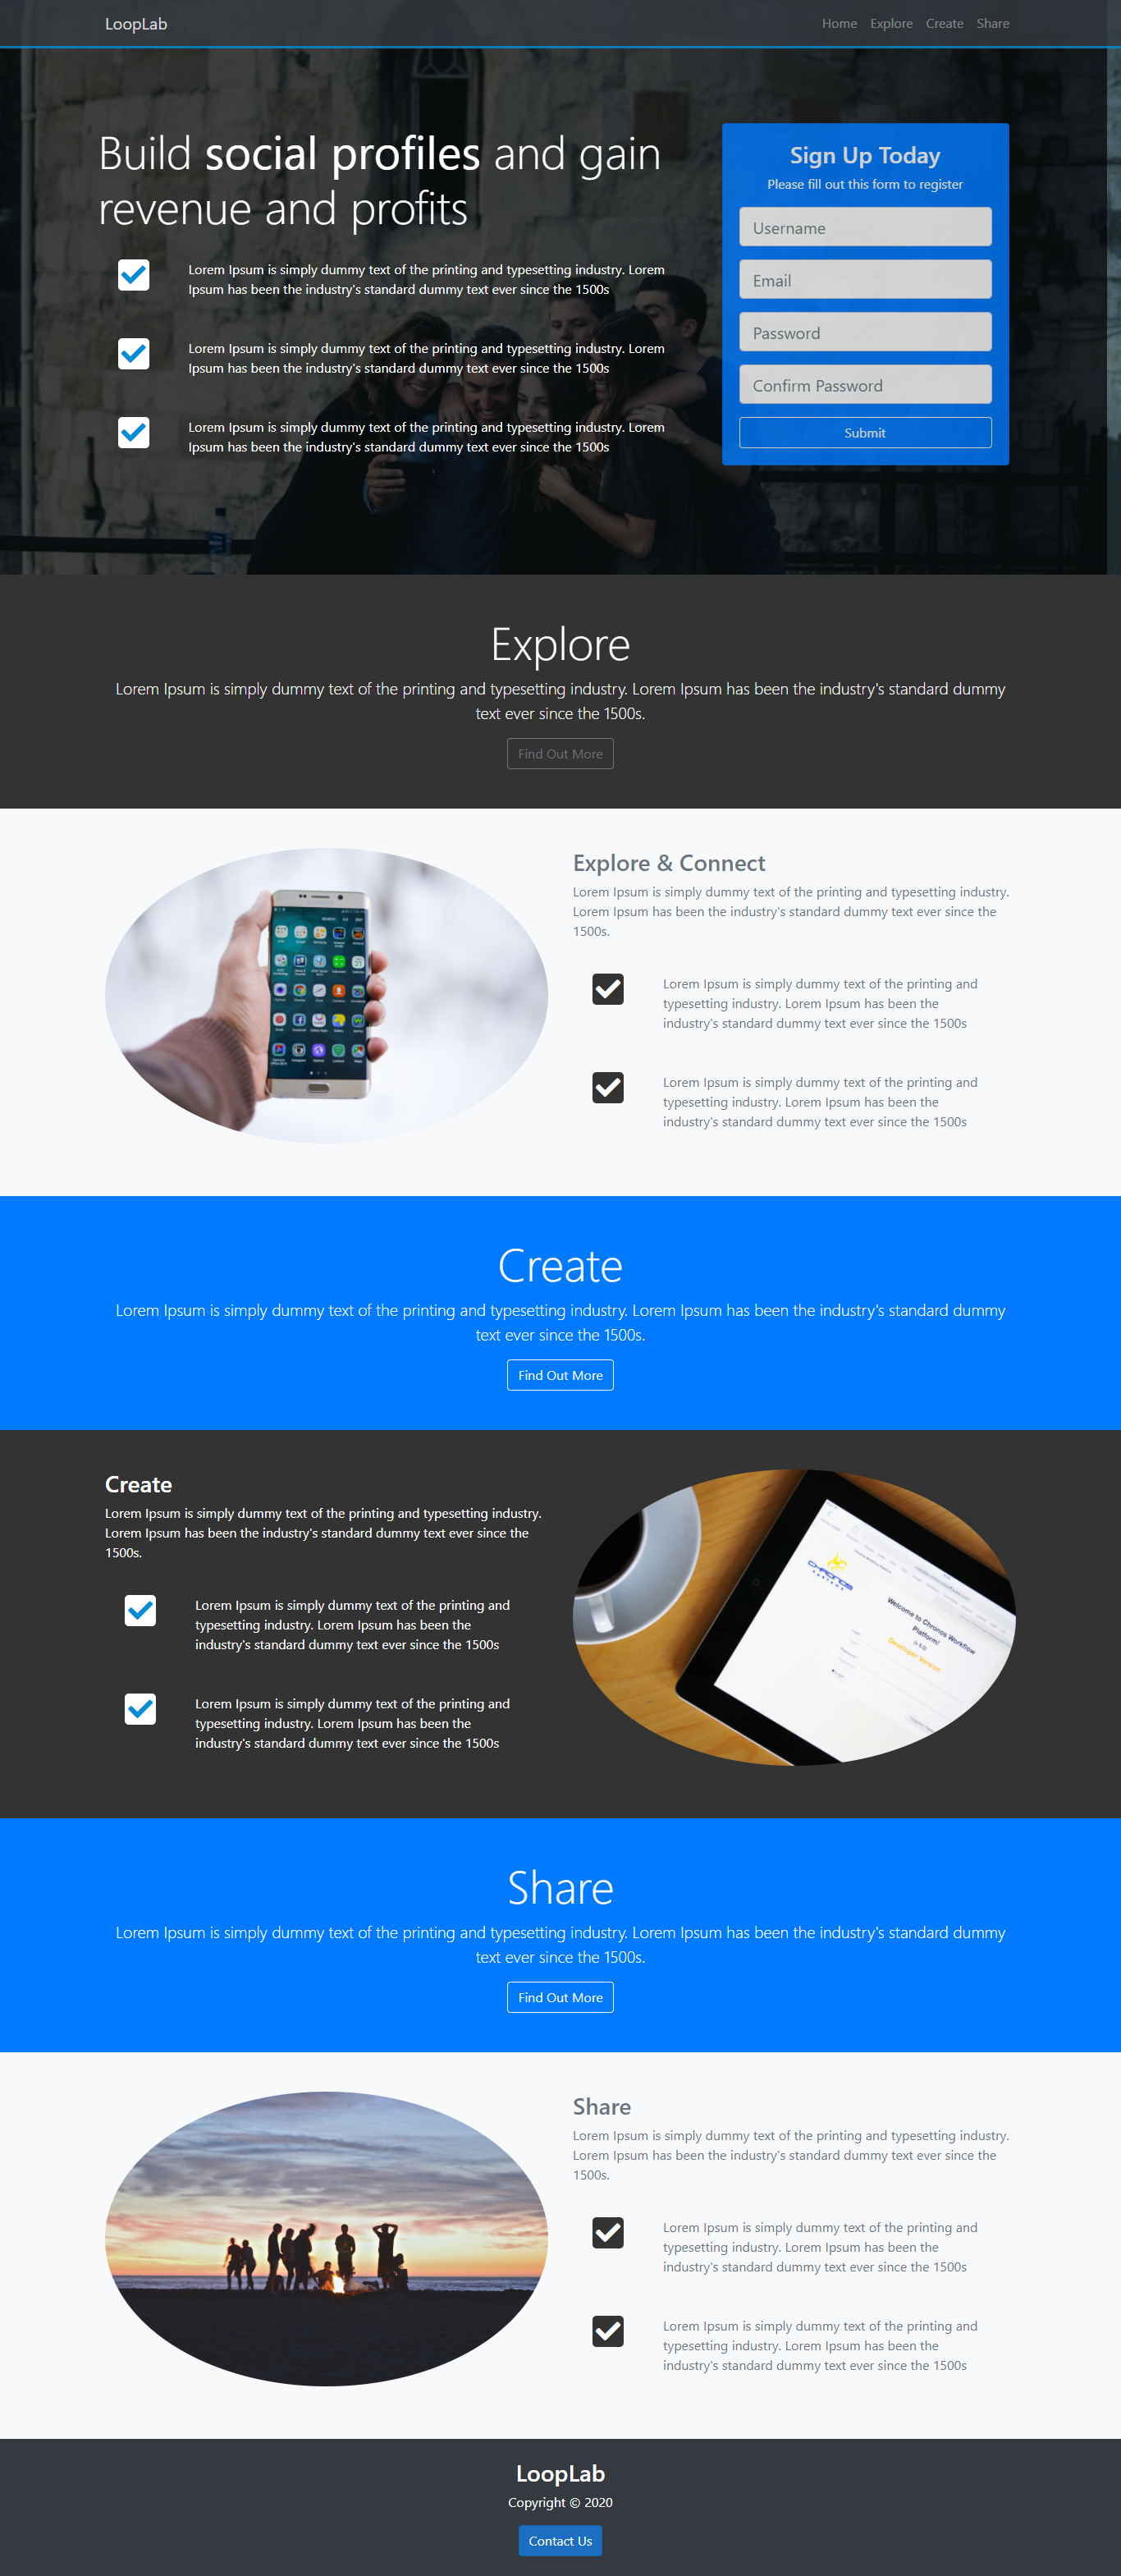 LoopLab
Home Explore Create Share
Build social profiles and gain
revenue and profits
Lorem Ipsum is simply dummy text of the printing and typesetting industry. Lorem
Ipsum has been the industry's standard dummy text ever since the 1500s
Lorem Ipsum is simply dummy text of the printing and typesetting industry. Lorem
Ipsum has been the industry's standard dummy text ever since the 1500s
Lorem Ipsum is simply dummy text of the printing and typesetting industry. Lorem
Ipsum has been the industry's standard dummy text ever since the 1500s
Sign Up Today
Please fill out this form to register
Username
Email
Password
Confirm Password
Submit
Explore
Lorem Ipsum is simply dummy text of the printing and typesetting industry. Lorem Ipsum has been the industry's standard dummy
text ever since the 1500s.
Find Out More
Explore & Connect
Lorem Ipsum is simply dummy text of the printing and typesetting industry.
Lorem Ipsum has been the industry's standard dummy text ever since the
1500s.
Lorem Ipsum is simply dummy text of the printing and
typesetting industry. Lorem Ipsum has been the
industry's standard dummy text ever since the 1500s
Lorem Ipsum is simply dummy text of the printing and
typesetting industry. Lorem Ipsum has been the
industry's standard dummy text ever since the 1500s
Create
Lorem Ipsum is simply dummy text of the printing and typesetting industry. Lorem Ipsum has been the industry's standard dummy
text ever since the 1500s.
Find Out More
Create
Lorem Ipsum is simply dummy text of the printing and typesetting industry.
Lorem Ipsum has been the industry's standard dummy text ever since the
1500s.
Lorem Ipsum is simply dummy text of the printing and
typesetting industry. Lorem Ipsum has been the
industry's standard dummy text ever since the 1500s
Lorem Ipsum is simply dummy text of the printing and
typesetting industry. Lorem Ipsum has been the
industry's standard dummy text ever since the 1500s
CHRONOS
Welcome to Chronos Workflow
Platform!
Developer Version
Share
Lorem Ipsum is simply dummy text of the printing and typesetting industry. Lorem Ipsum has been the industry's standard dummy
text ever since the 1500s.
Find Out More
Share
Lorem Ipsum is simply dummy text of the printing and typesetting industry.
Lorem Ipsum has been the industry's standard dummy text ever since the
1500s.
Lorem Ipsum is simply dummy text of the printing and
typesetting industry. Lorem Ipsum has been the
industry's standard dummy text ever since the 1500s
Lorem Ipsum is simply dummy text of the printing and
typesetting industry. Lorem Ipsum has been the
industry's standard dummy text ever since the 1500s
LoopLab
Copyright © 2020
Contact Us